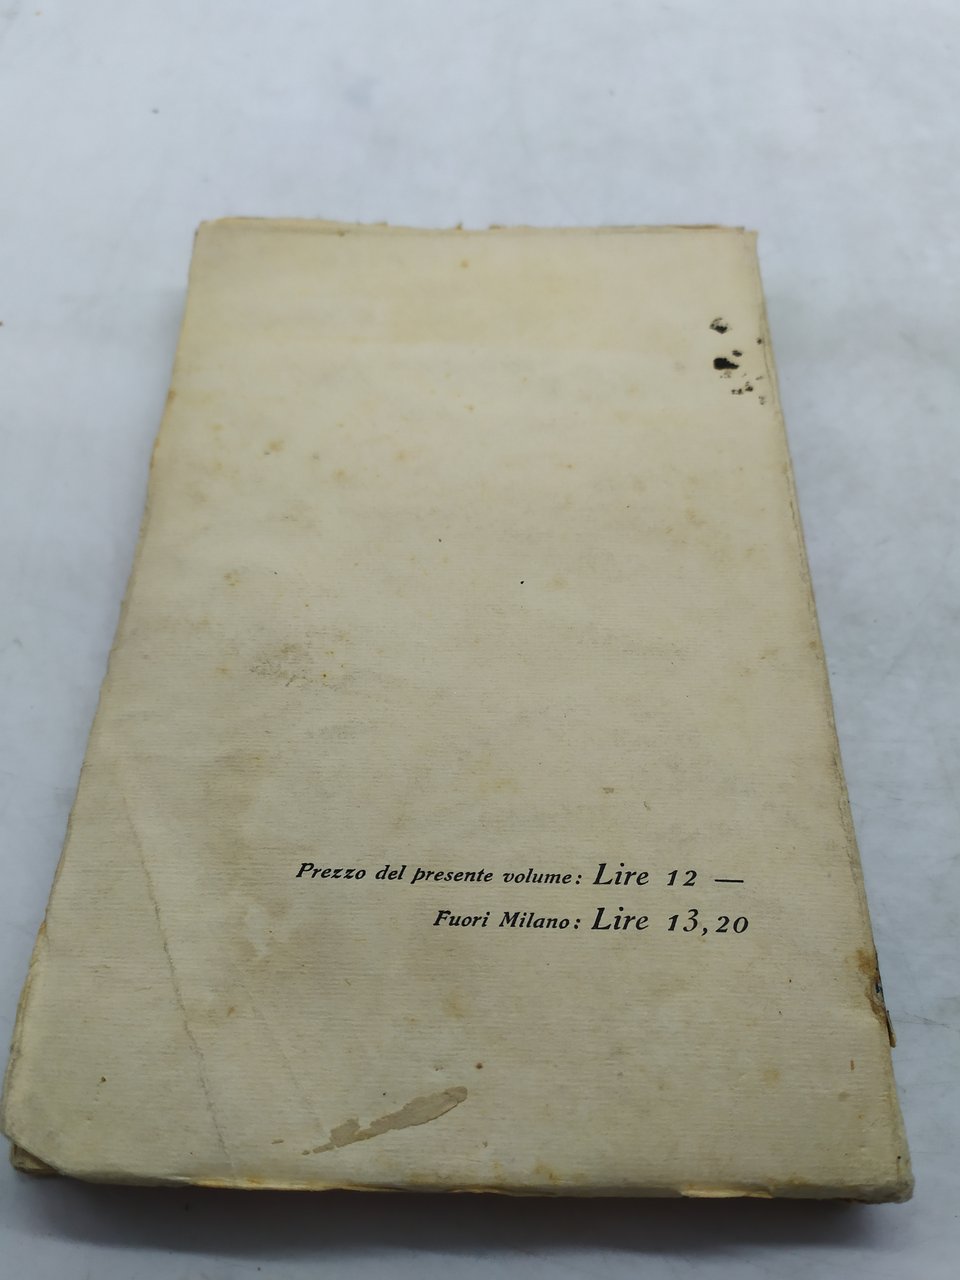 Prezzo del presente volume: Lire 12 —
Fuori Milano: Lire 13,20